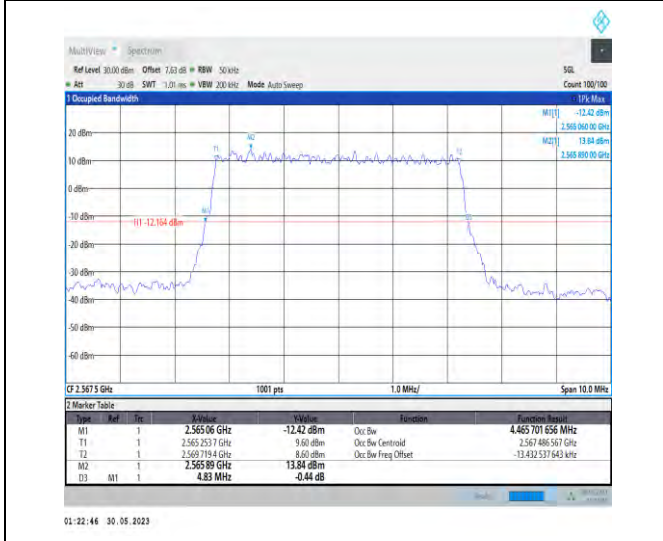 MultiView Spectrum
Ref Level 30.00 dBm Offset 7.63 dB RBW 50 kHz SGL
Att 30 dB SWT 1.01 ms VBW 200 kHz Mode Auto Sweep Count 100/100
1 Occupied Bandwidth 1Pk Max
M1[1] -12.42 dBm
2.565 060 00 GHz
M2[1] 13.84 dBm
2.565 890 00 GHz
20 dBm
M2
T1
T2
10 dBm
0 dBm
-10 dBm
M1
H1 -12.164 dBm
-20 dBm
-30 dBm
-40 dBm
-50 dBm
-60 dBm
CF 2.567 5 GHz 1001 pts 1.0 MHz/ Span 10.0 MHz
2 Marker Table
Type Ref Trc X-Value Y-Value Function Function Result
M1 1 2.565 06 GHz -12.42 dBm Occ Bw 4.465 701 656 MHz
T1 1 2.565 253 7 GHz 9.60 dBm Occ Bw Centroid 2.567 486 567 GHz
T2 1 2.569 719 4 GHz 8.60 dBm Occ Bw Freq Offset -13.432 537 643 kHz
M2 1 2.565 89 GHz 13.84 dBm
D3 M1 1 4.83 MHz -0.44 dB
01:22:46 30.05.2023